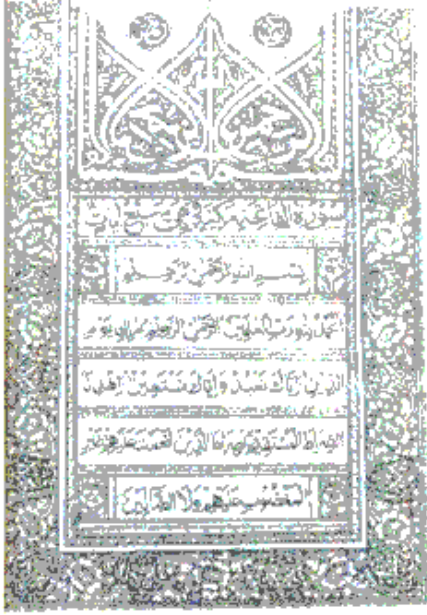 سورة الفاتحة مكية وهي سبع آيات
بسم الله الرحمن الرحيم
الحمد لله رب العالمين الرحمن الرحيم مالك يوم
الدين إياك نعبد وإياك نستعين اهدنا
الصراط المستقيم صراط الذين أنعمت عليهم غير
المغضوب عليهم ولا الضالين